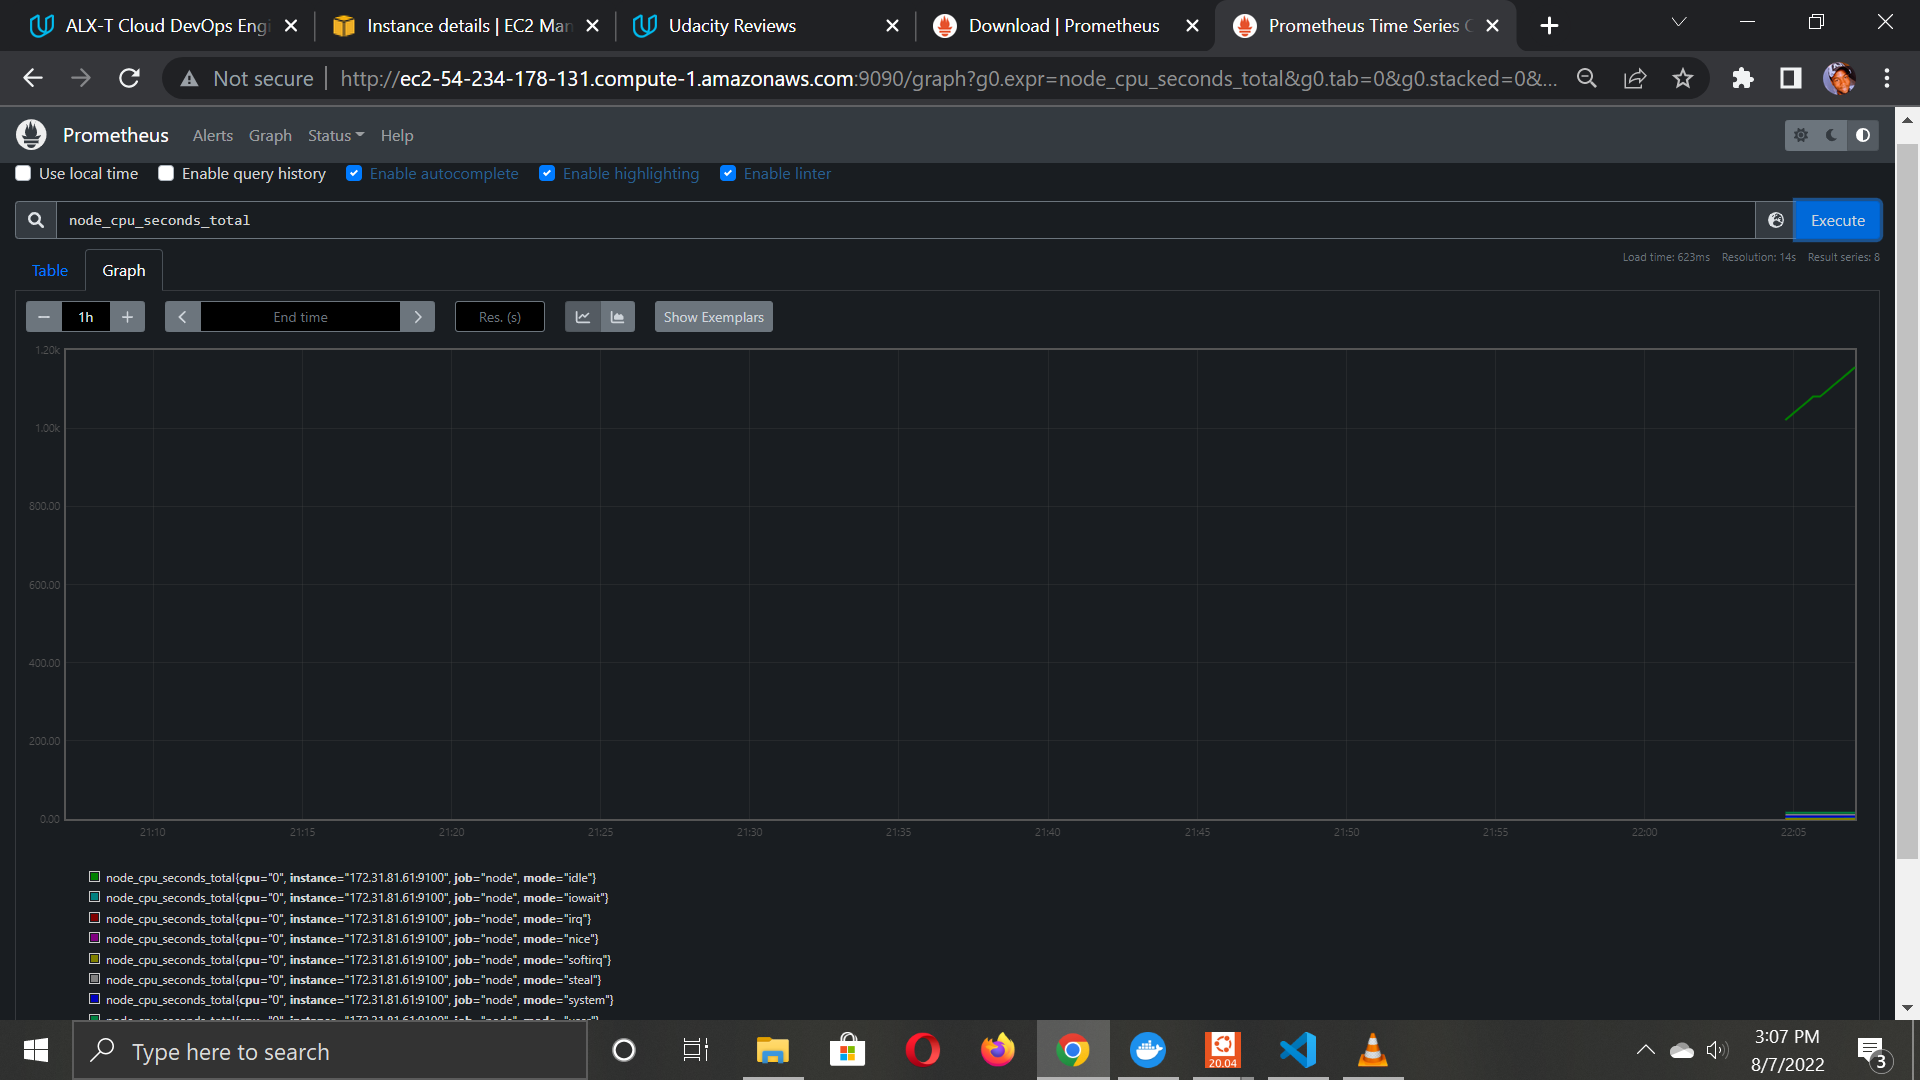 ALX-T Cloud DevOps Engi
Instance details | EC2 Man
Udacity Reviews
Download | Prometheus
Prometheus Time Series C
Not secure
http://ec2-54-234-178-131.compute-1.amazonaws.com:9090/graph?g0.expr=node_cpu_seconds_total&g0.tab=0&g0.stacked=0&...
Prometheus
Alerts
Graph
Status
Help
Use local time
Enable query history
Enable autocomplete
Enable highlighting
Enable linter
node_cpu_seconds_total
Execute
Table
Graph
Load time: 623ms
Resolution: 14s
Result series: 8
1h
End time
Res. (s)
Show Exemplars
1.20k
1.00k
800.00
600.00
400.00
200.00
0.00
21:10
21:15
21:20
21:25
21:30
21:35
21:40
21:45
21:50
21:55
22:00
22:05
node_cpu_seconds_total{cpu="0", instance="172.31.81.61:9100", job="node", mode="idle"}
node_cpu_seconds_total{cpu="0", instance="172.31.81.61:9100", job="node", mode="iowait"}
node_cpu_seconds_total{cpu="0", instance="172.31.81.61:9100", job="node", mode="irq"}
node_cpu_seconds_total{cpu="0", instance="172.31.81.61:9100", job="node", mode="nice"}
node_cpu_seconds_total{cpu="0", instance="172.31.81.61:9100", job="node", mode="softirq"}
node_cpu_seconds_total{cpu="0", instance="172.31.81.61:9100", job="node", mode="steal"}
node_cpu_seconds_total{cpu="0", instance="172.31.81.61:9100", job="node", mode="system"}
Type here to search
20.04
3:07 PM
8/7/2022
3